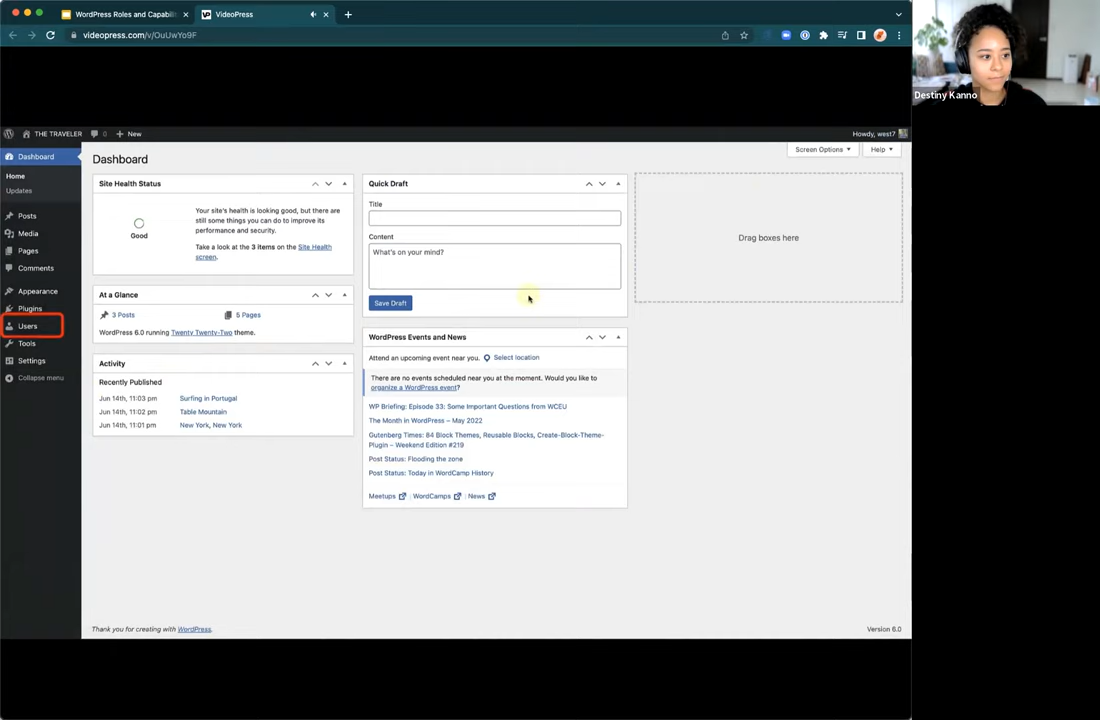 WordPress Roles and Capabilit
VideoPress
videopress.com/v/OuUwYo9F
Destiny Kanno
THE TRAVELER
0
New
Howdy, west7
Dashboard
Home
Updates
Posts
Media
Pages
Comments
Appearance
Plugins
Users
Tools
Settings
Collapse menu
Dashboard
Screen Options
Help
Site Health Status
Good
Your site's health is looking good, but there are
still some things you can do to improve its
performance and security.
Take a look at the 3 items on the Site Health
screen.
At a Glance
3 Posts
5 Pages
WordPress 6.0 running Twenty Twenty-Two theme.
Activity
Recently Published
Jun 14th, 11:03 pm Surfing in Portugal
Jun 14th, 11:02 pm Table Mountain
Jun 14th, 11:01 pm New York, New York
Quick Draft
Title
Content
What's on your mind?
Save Draft
WordPress Events and News
Attend an upcoming event near you. Select location
There are no events scheduled near you at the moment. Would you like to
organize a WordPress event?
WP Briefing: Episode 33: Some Important Questions from WCEU
The Month in WordPress – May 2022
Gutenberg Times: 84 Block Themes, Reusable Blocks, Create-Block-Theme-
Plugin – Weekend Edition #219
Post Status: Flooding the zone
Post Status: Today in WordCamp History
Meetups | WordCamps | News
Drag boxes here
Thank you for creating with WordPress.
Version 6.0